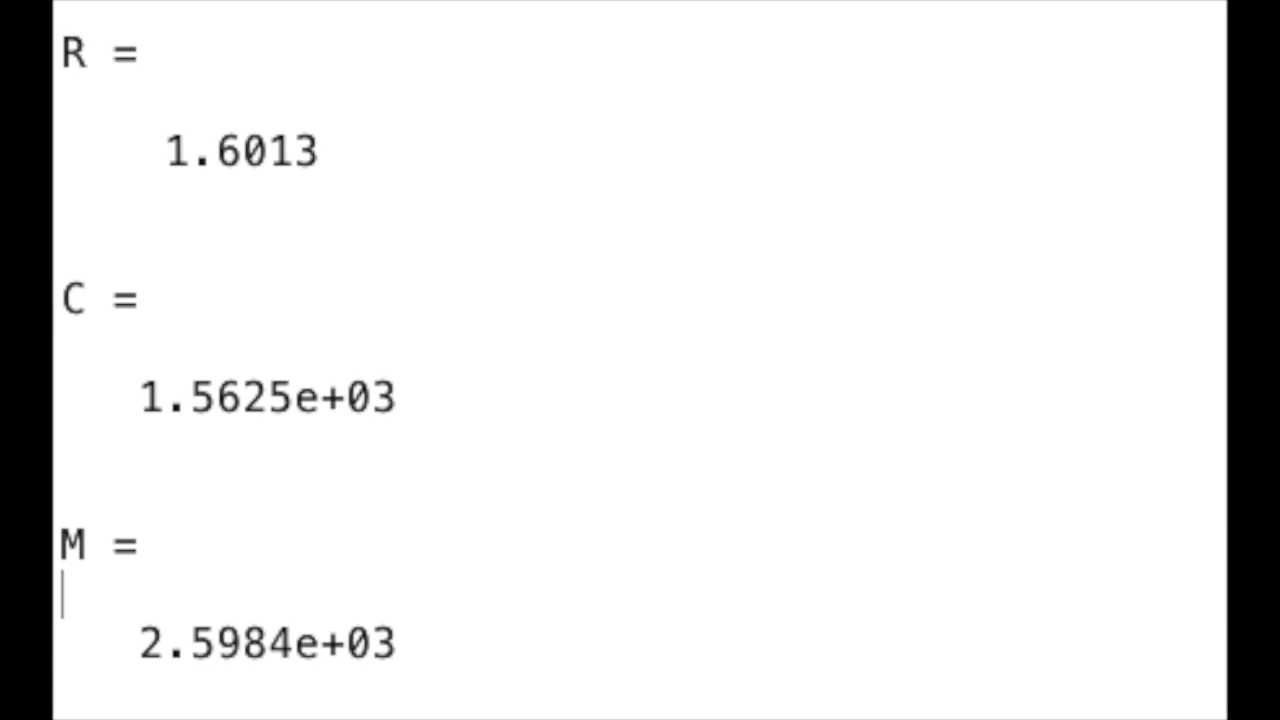 R =
1.6013
C =
1.5625e+03
M =
2.5984e+03